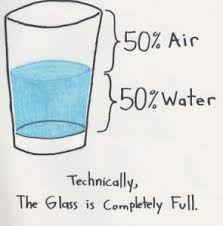 50% Air
50% Water
Technically,
The Glass is Completely Full.